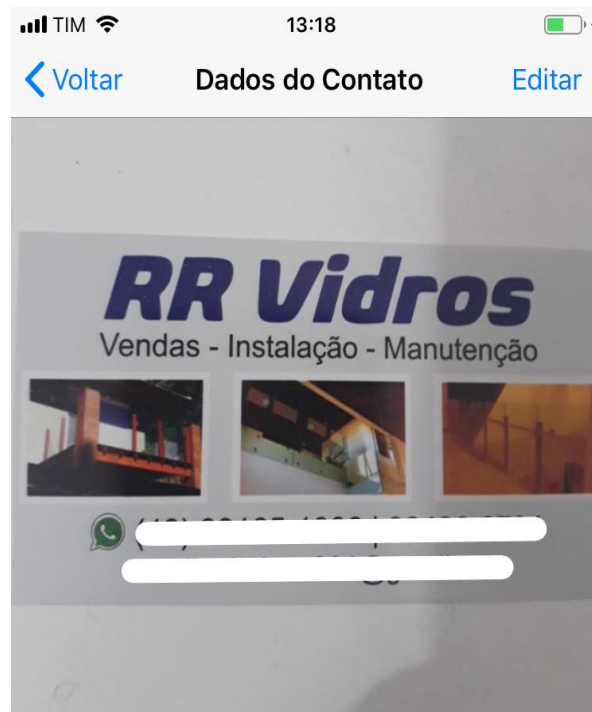 TIM 13:18
Voltar Dados do Contato Editar
RR Vidros
Vendas - Instalação - Manutenção